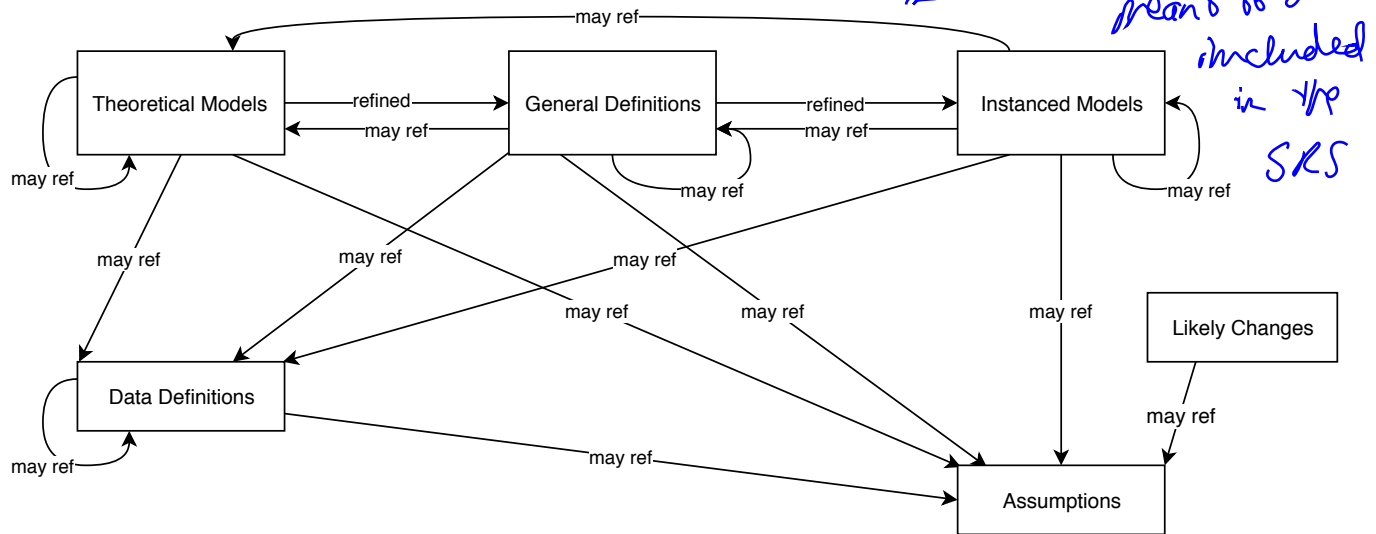 may ref
included
in the
SRS
Theoretical Models
refined
General Definitions
refined
Instanced Models
may ref
may ref
may ref
may ref
may ref
may ref
may ref
may ref
may ref
may ref
may ref
Likely Changes
Data Definitions
may ref
may ref
may ref
Assumptions